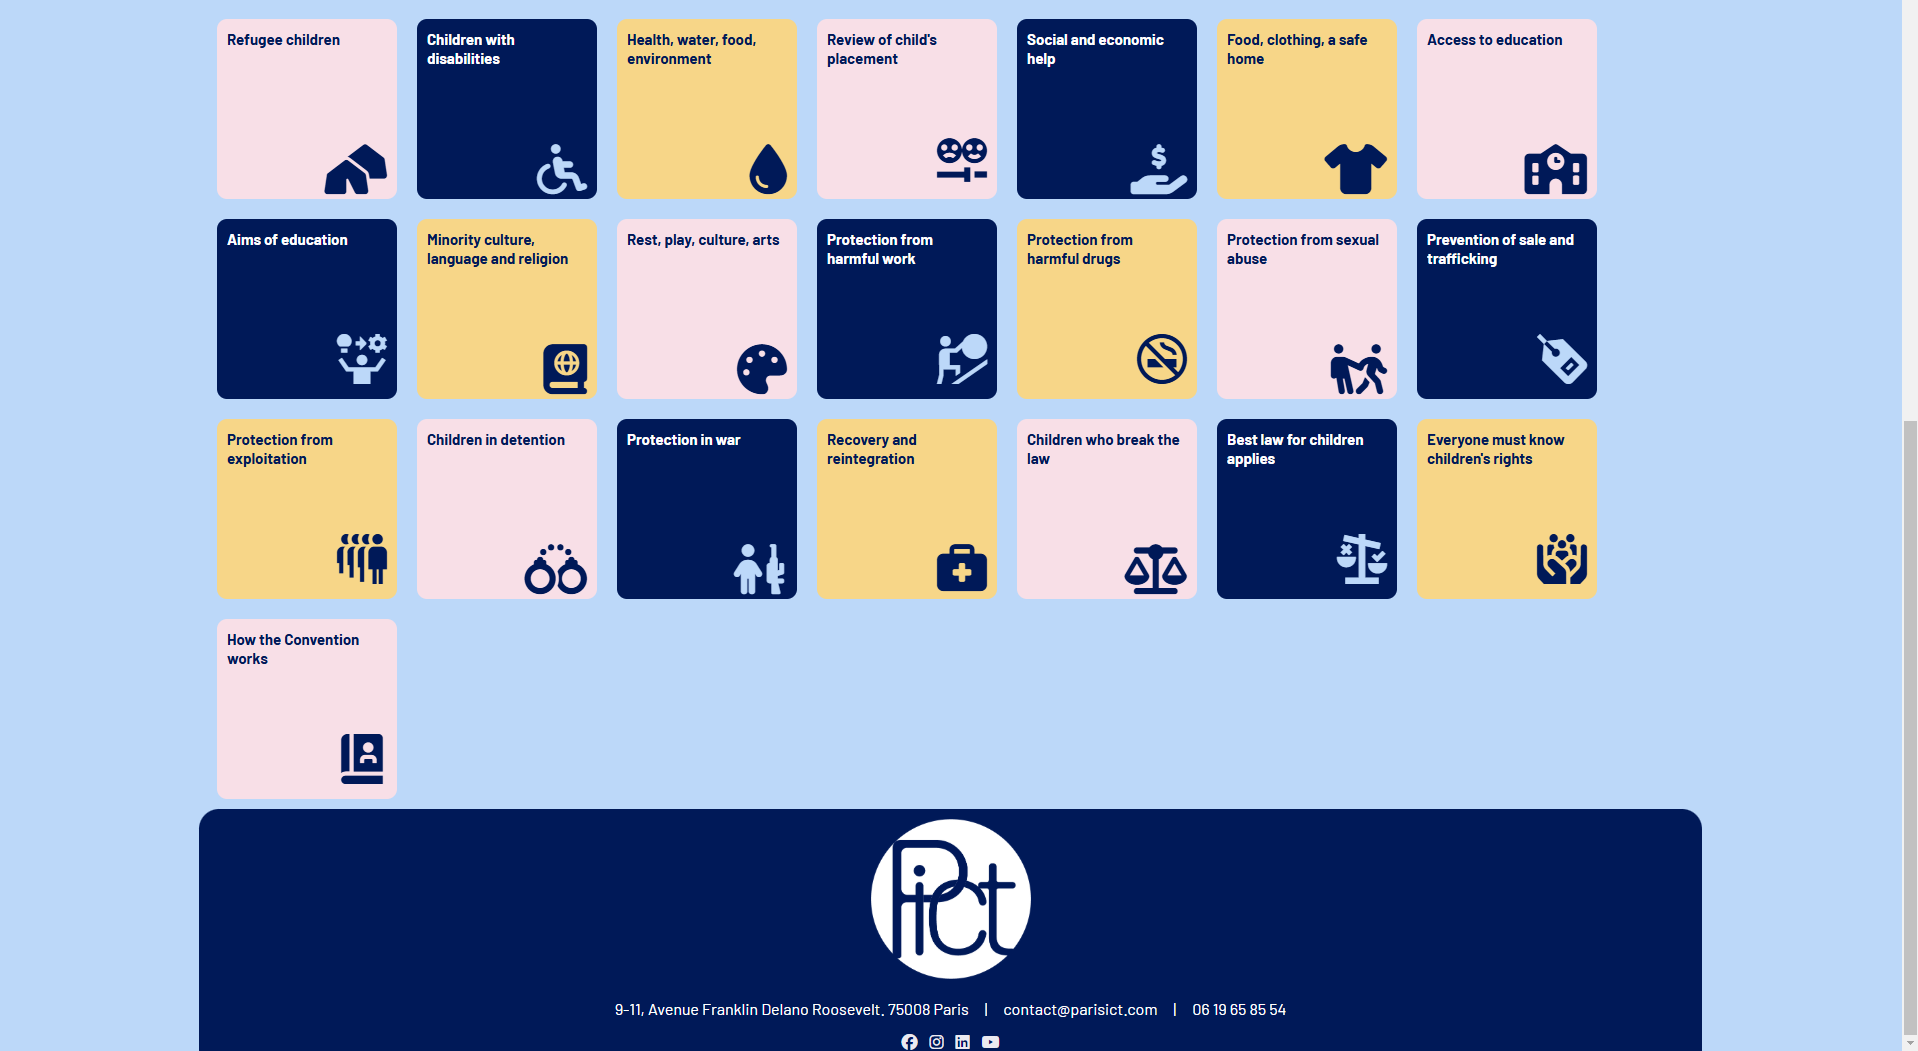 Refugee children
Children with
disabilities
Health, water, food,
environment
Review of child's
placement
Social and economic
help
Food, clothing, a safe
home
Access to education
Aims of education
Minority culture,
language and religion
Rest, play, culture, arts
Protection from
harmful work
Protection from
harmful drugs
Protection from sexual
abuse
Prevention of sale and
trafficking
Protection from
exploitation
Children in detention
Protection in war
Recovery and
reintegration
Children who break the
law
Best law for children
applies
Everyone must know
children's rights
How the Convention
works
Pict
9-11, Avenue Franklin Delano Roosevelt. 75008 Paris | contact@parisict.com | 06 19 65 85 54